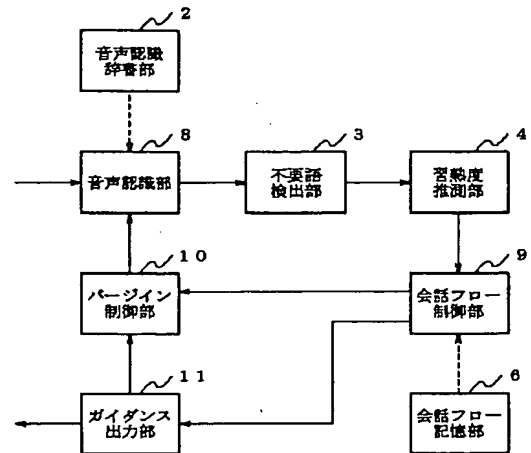 2
音声認識
辞書部
8
音声認識部
3
不要語
検出部
4
習熟度
推測部
10
バージイン
制御部
9
会話フロー
制御部
11
ガイダンス
出力部
6
会話フロー
記憶部